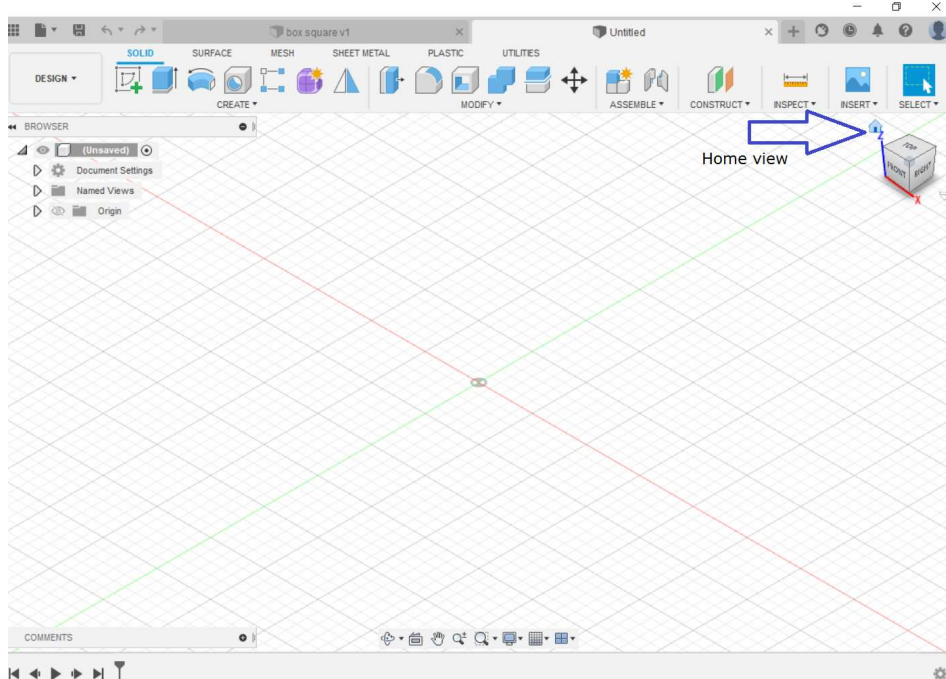 box square v1
Untitled
SOLID SURFACE MESH SHEET METAL PLASTIC UTILITIES
DESIGN
CREATE MODIFY ASSEMBLE CONSTRUCT INSPECT INSERT SELECT
BROWSER
(Unsaved)
Document Settings
Named Views
Origin
Home view
Z
TOP
FRONT RIGHT
X
COMMENTS